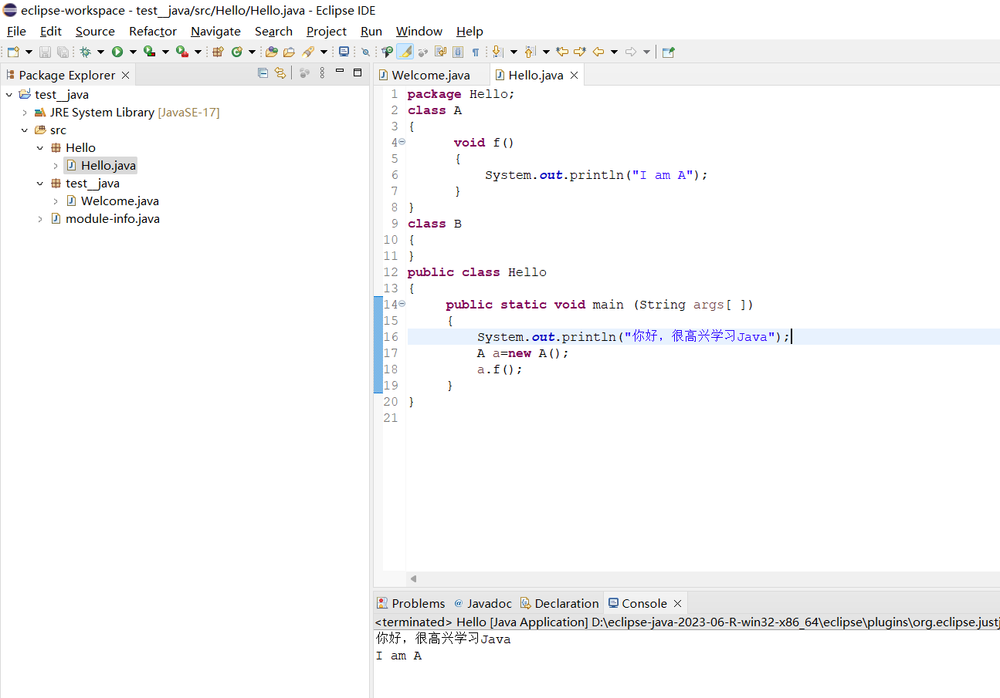 eclipse-workspace - test__java/src/Hello/Hello.java - Eclipse IDE
File Edit Source Refactor Navigate Search Project Run Window Help
Package Explorer
test__java
JRE System Library [JavaSE-17]
src
Hello
Hello.java
test__java
Welcome.java
module-info.java
Welcome.java Hello.java
1 package Hello;
2 class A
3 {
4 void f()
5 {
6 System.out.println("I am A");
7 }
8 }
9 class B
10 {
11 }
12 public class Hello
13 {
14 public static void main (String args[ ])
15 {
16 System.out.println("你好，很高兴学习Java");
17 A a=new A();
18 a.f();
19 }
20 }
21
Problems @ Javadoc Declaration Console
<terminated> Hello [Java Application] D:\eclipse-java-2023-06-R-win32-x86_64\eclipse\plugins\org.eclipse.justj
你好，很高兴学习Java
I am A